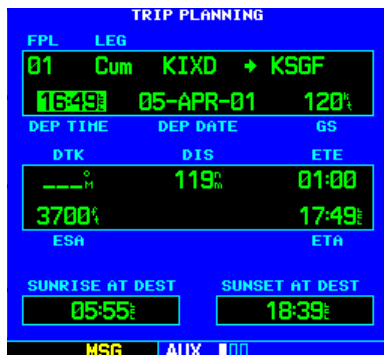 TRIP PLANNING
FPL LEG
01 Cum KIXD → KSGF
16:49 05-APR-01 120
DEP TIME DEP DATE GS
DTK DIS ETE
___°M 119nm 01:00
3700ft 17:49
ESA ETA
SUNRISE AT DEST SUNSET AT DEST
05:55 18:39
MSG AUX